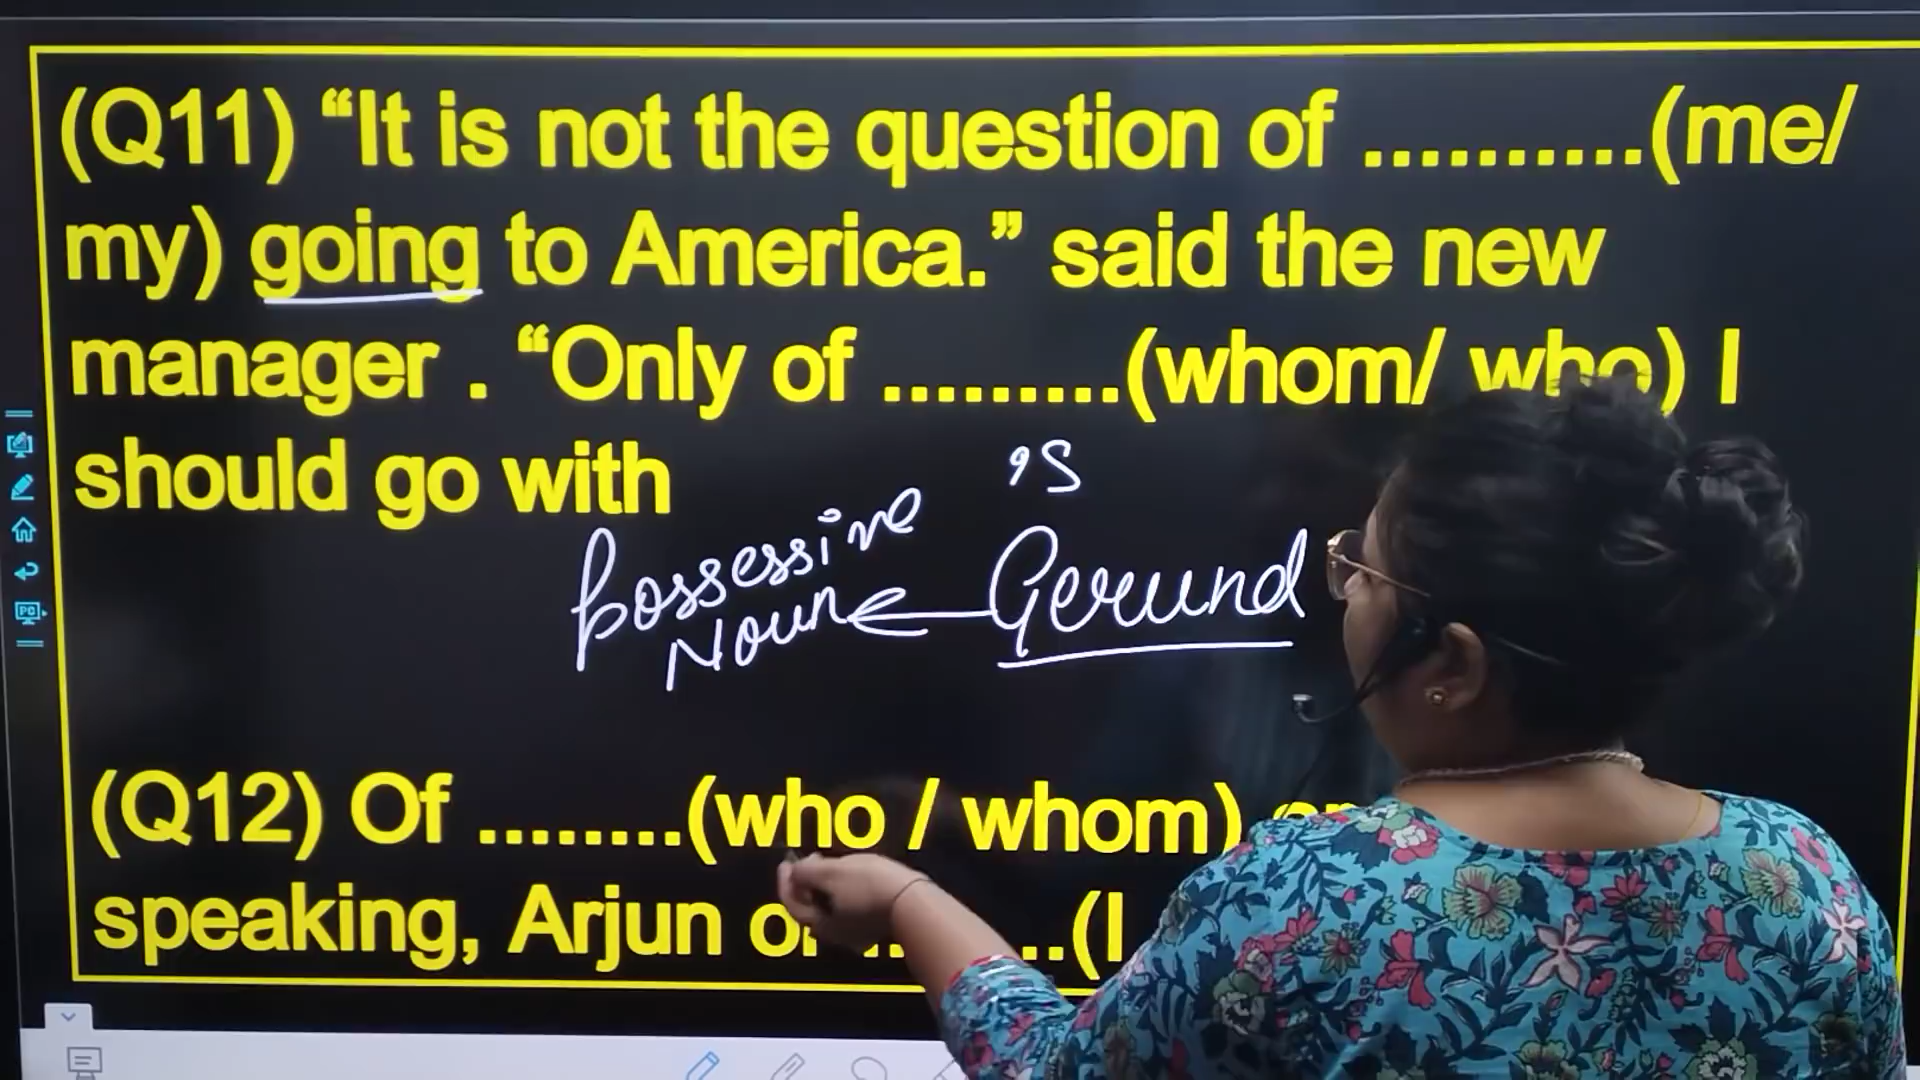 (Q11) “It is not the question of ..........(me/
my) going to America.” said the new
manager . “Only of .........(whom/ who) I
should go with
's
Possessive
Noun ← Gerund
(Q12) Of ........(who / whom)
speaking, Arjun or (I